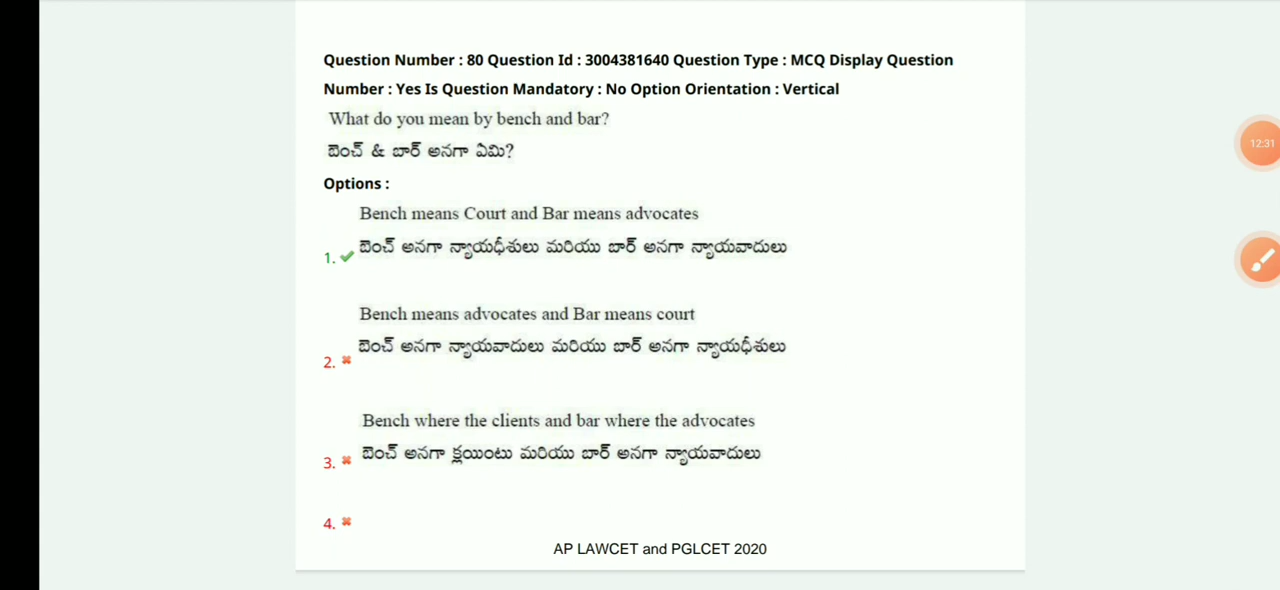 Question Number : 80 Question Id : 3004381640 Question Type : MCQ Display Question
Number : Yes Is Question Mandatory : No Option Orientation : Vertical
What do you mean by bench and bar?
బెంచ్ & బార్ అనగా ఏమి?
Options :
Bench means Court and Bar means advocates
1. బెంచ్ అనగా న్యాయధీశులు మరియు బార్ అనగా న్యాయవాదులు
Bench means advocates and Bar means court
2. బెంచ్ అనగా న్యాయవాదులు మరియు బార్ అనగా న్యాయధీశులు
Bench where the clients and bar where the advocates
3. బెంచ్ అనగా క్లయింటు మరియు బార్ అనగా న్యాయవాదులు
4.
AP LAWCET and PGLCET 2020
12:31